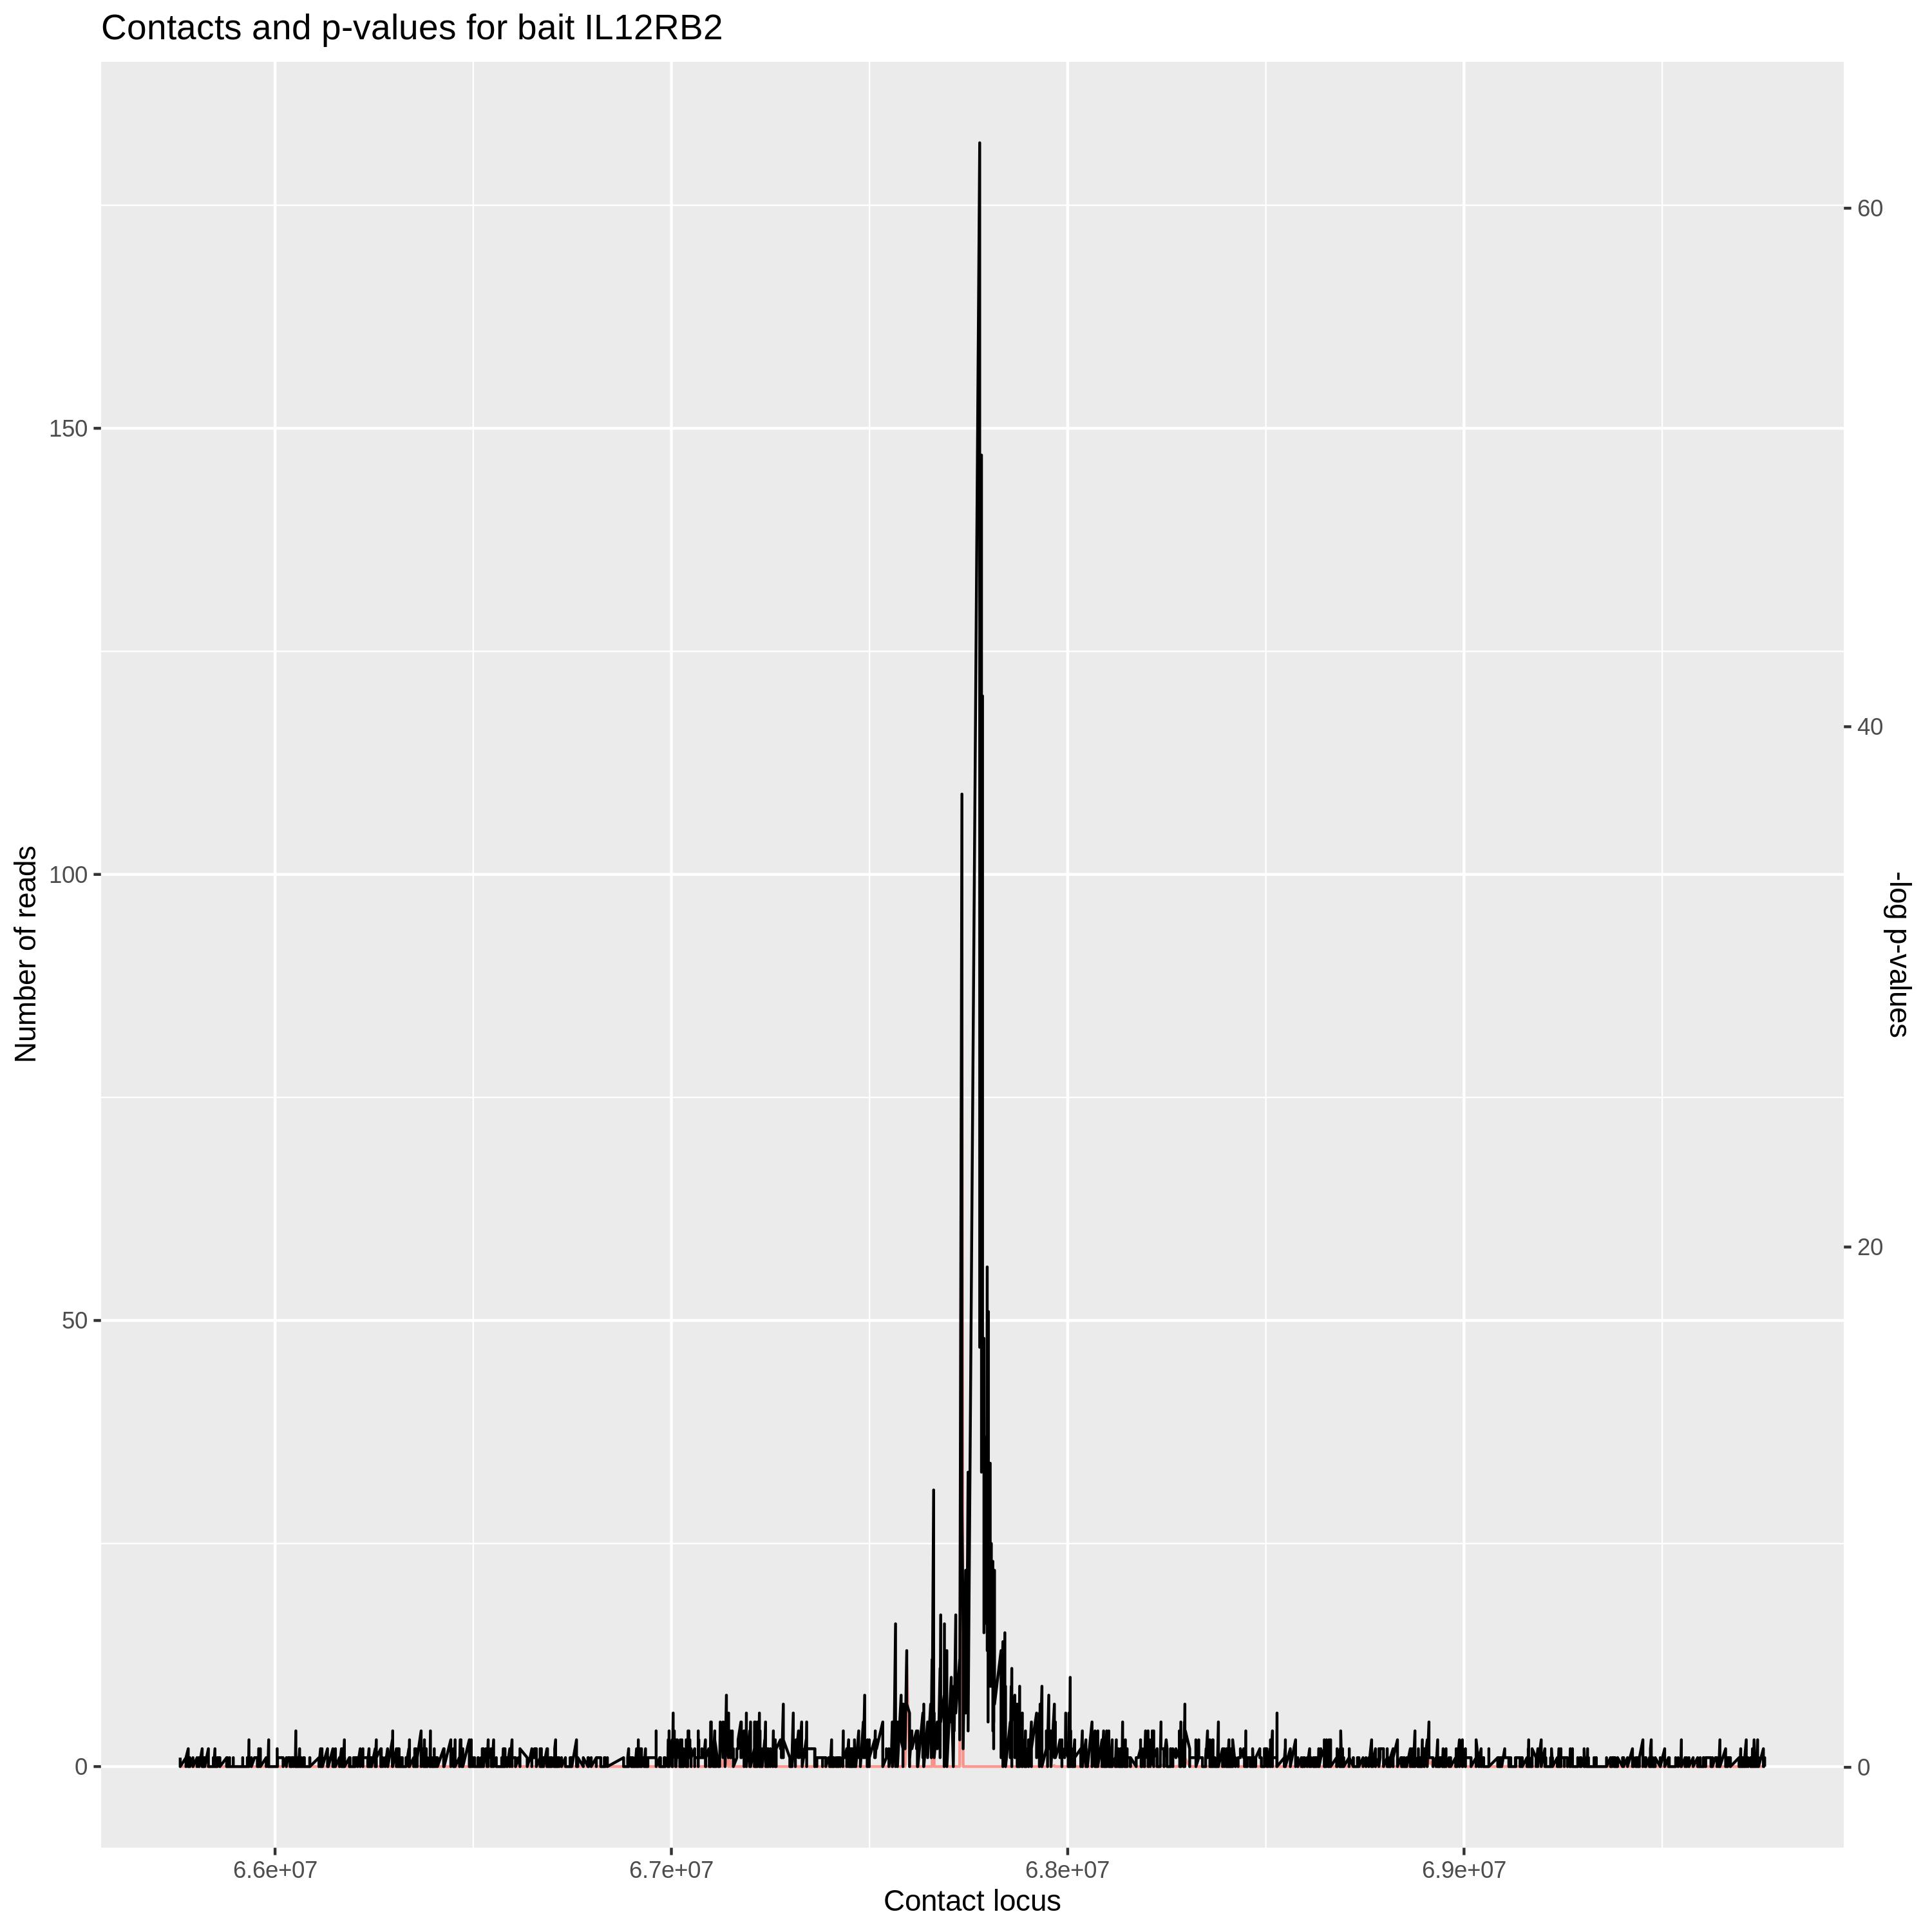 Contacts and p-values for bait IL12RB2
150
100
50
0
Number of reads
60
40
20
0
-log p-values
6.6e+07
6.7e+07
6.8e+07
6.9e+07
Contact locus